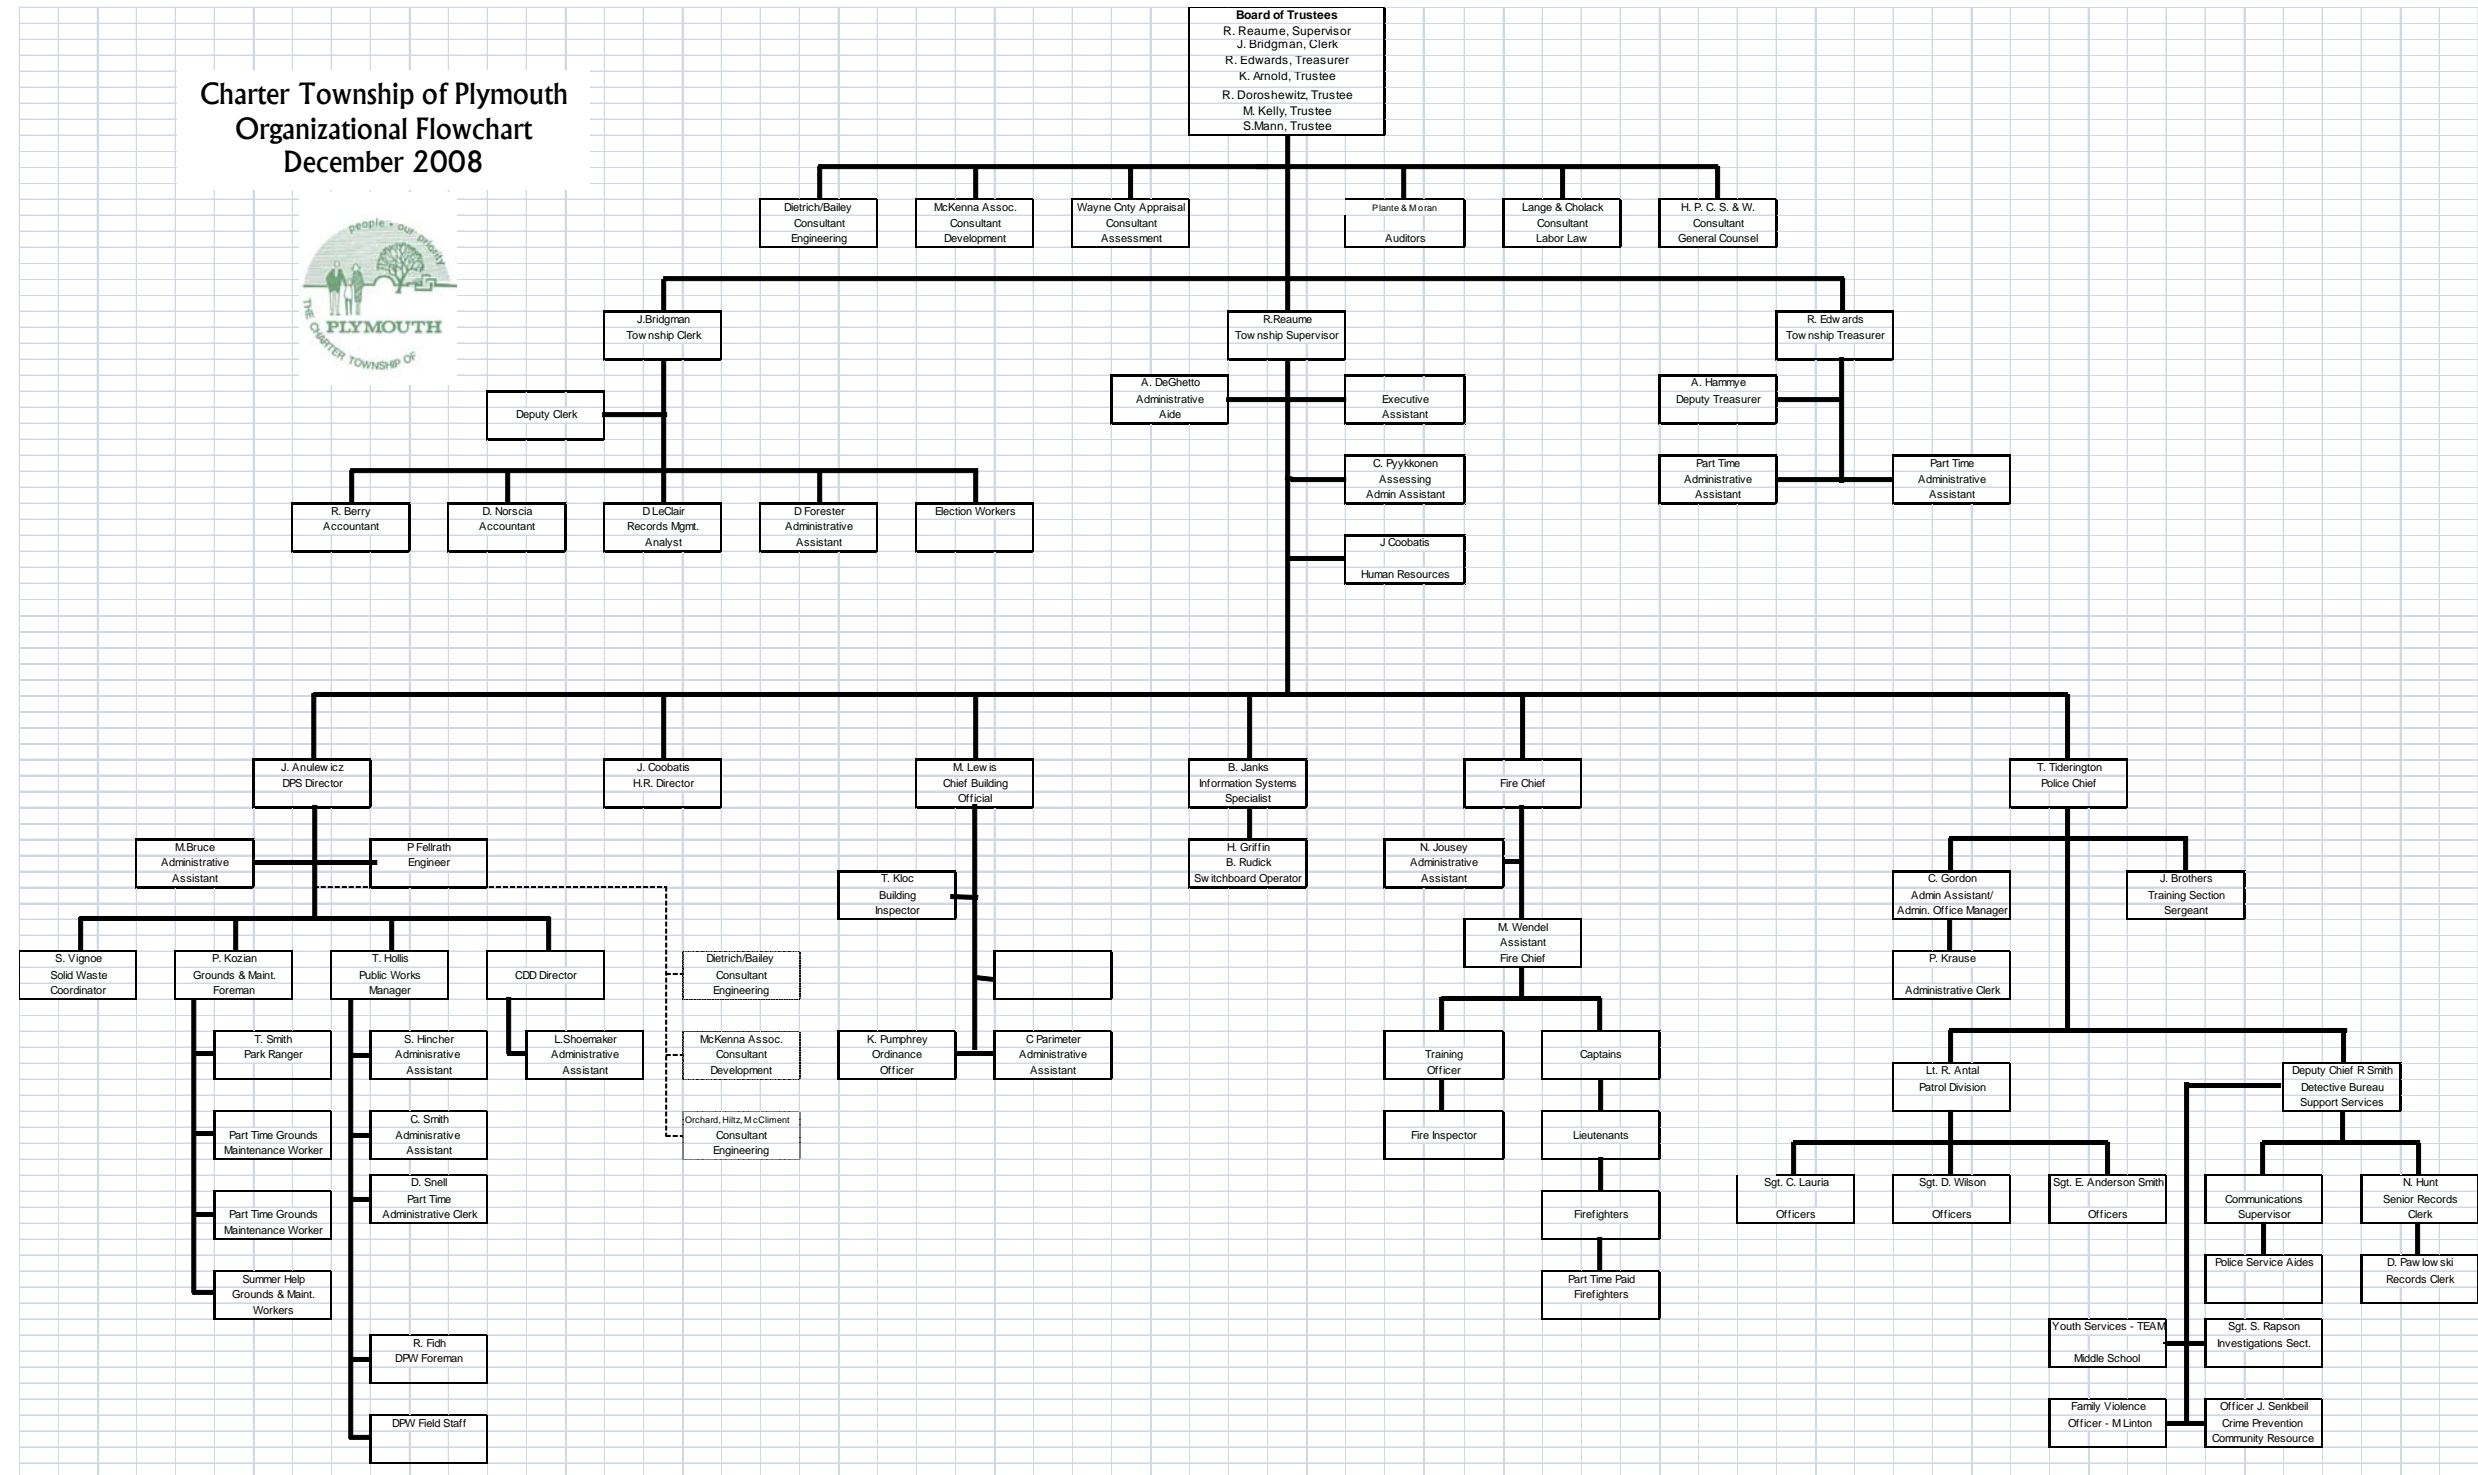 Board of Trustees
R. Reaume, Supervisor
J. Bridgman, Clerk
R. Edwards, Treasurer
K. Arnold, Trustee
R. Doroshewitz, Trustee
M. Kelly, Trustee
S.Mann, Trustee
Charter Township of Plymouth
Organizational Flowchart
December 2008
people • our priority
PLYMOUTH
THE CHARTER TOWNSHIP OF
Dietrich/Bailey
Consultant
Engineering
McKenna Assoc.
Consultant
Development
Wayne Cnty Appraisal
Consultant
Assessment
Plante & Moran
Auditors
Lange & Cholack
Consultant
Labor Law
H. P. C. S. & W.
Consultant
General Counsel
J.Bridgman
Township Clerk
R.Reaume
Township Supervisor
R. Edwards
Township Treasurer
Deputy Clerk
A. DeGhetto
Administrative
Aide
Executive
Assistant
A. Hammye
Deputy Treasurer
C. Pyykkonen
Assessing
Admin Assistant
Part Time
Administrative
Assistant
Part Time
Administrative
Assistant
R. Berry
Accountant
D. Norscia
Accountant
D LeClair
Records Mgmt.
Analyst
D Forester
Administrative
Assistant
Election Workers
J Coobatis
Human Resources
J. Anulewicz
DPS Director
J. Coobatis
H.R. Director
M. Lewis
Chief Building
Official
B. Janks
Information Systems
Specialist
Fire Chief
T. Tiderington
Police Chief
M.Bruce
Administrative
Assistant
P Fellrath
Engineer
T. Kloc
Building
Inspector
H. Griffin
B. Rudick
Switchboard Operator
N. Jousey
Administrative
Assistant
C. Gordon
Admin Assistant/
Admin. Office Manager
J. Brothers
Training Section
Sergeant
M. Wendel
Assistant
Fire Chief
S. Vignoe
Solid Waste
Coordinator
P. Kozian
Grounds & Maint.
Foreman
T. Hollis
Public Works
Manager
CDD Director
Dietrich/Bailey
Consultant
Engineering
P. Krause
Administrative Clerk
T. Smith
Park Ranger
S. Hincher
Adminisrative
Assistant
L.Shoemaker
Administrative
Assistant
McKenna Assoc.
Consultant
Development
K. Pumphrey
Ordinance
Officer
C Parimeter
Administrative
Assistant
Training
Officer
Captains
Lt. R. Antal
Patrol Division
Deputy Chief R Smith
Detective Bureau
Support Services
Part Time Grounds
Maintenance Worker
C. Smith
Adminisrative
Assistant
Orchard, Hiltz, McCliment
Consultant
Engineering
Fire Inspector
Lieutenants
D. Snell
Part Time
Administrative Clerk
Sgt. C. Lauria
Officers
Sgt. D. Wilson
Officers
Sgt. E. Anderson Smith
Officers
Communications
Supervisor
N. Hunt
Senior Records
Clerk
Part Time Grounds
Maintenance Worker
Firefighters
Police Service Aides
D. Pawlowski
Records Clerk
Summer Help
Grounds & Maint.
Workers
Part Time Paid
Firefighters
R. Fidh
DPW Foreman
Youth Services - TEAM
Middle School
Sgt. S. Rapson
Investigations Sect.
DPW Field Staff
Family Violence
Officer - M Linton
Officer J. Senkbeil
Crime Prevention
Community Resource